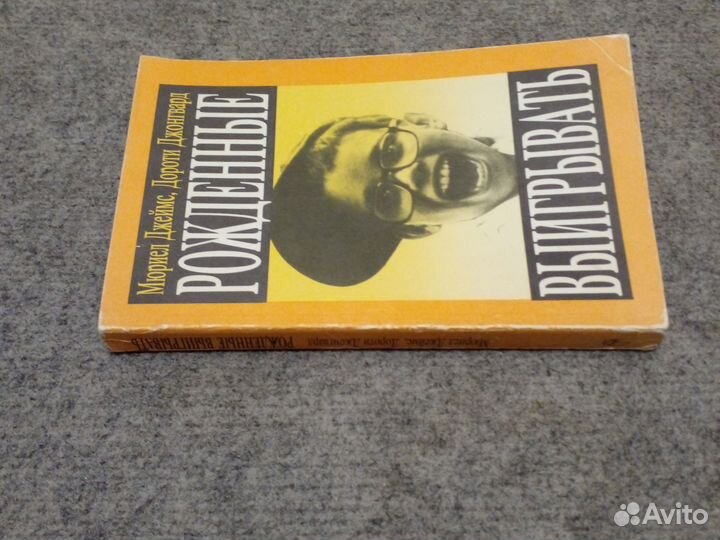 Мюриел Джеймс, Дороти Джонгвард
РОЖДЕННЫЕ
ВЫИГРЫВАТЬ
Мюриел Джеймс, Дороти Джонгвард РОЖДЕННЫЕ ВЫИГРЫВАТЬ
Avito